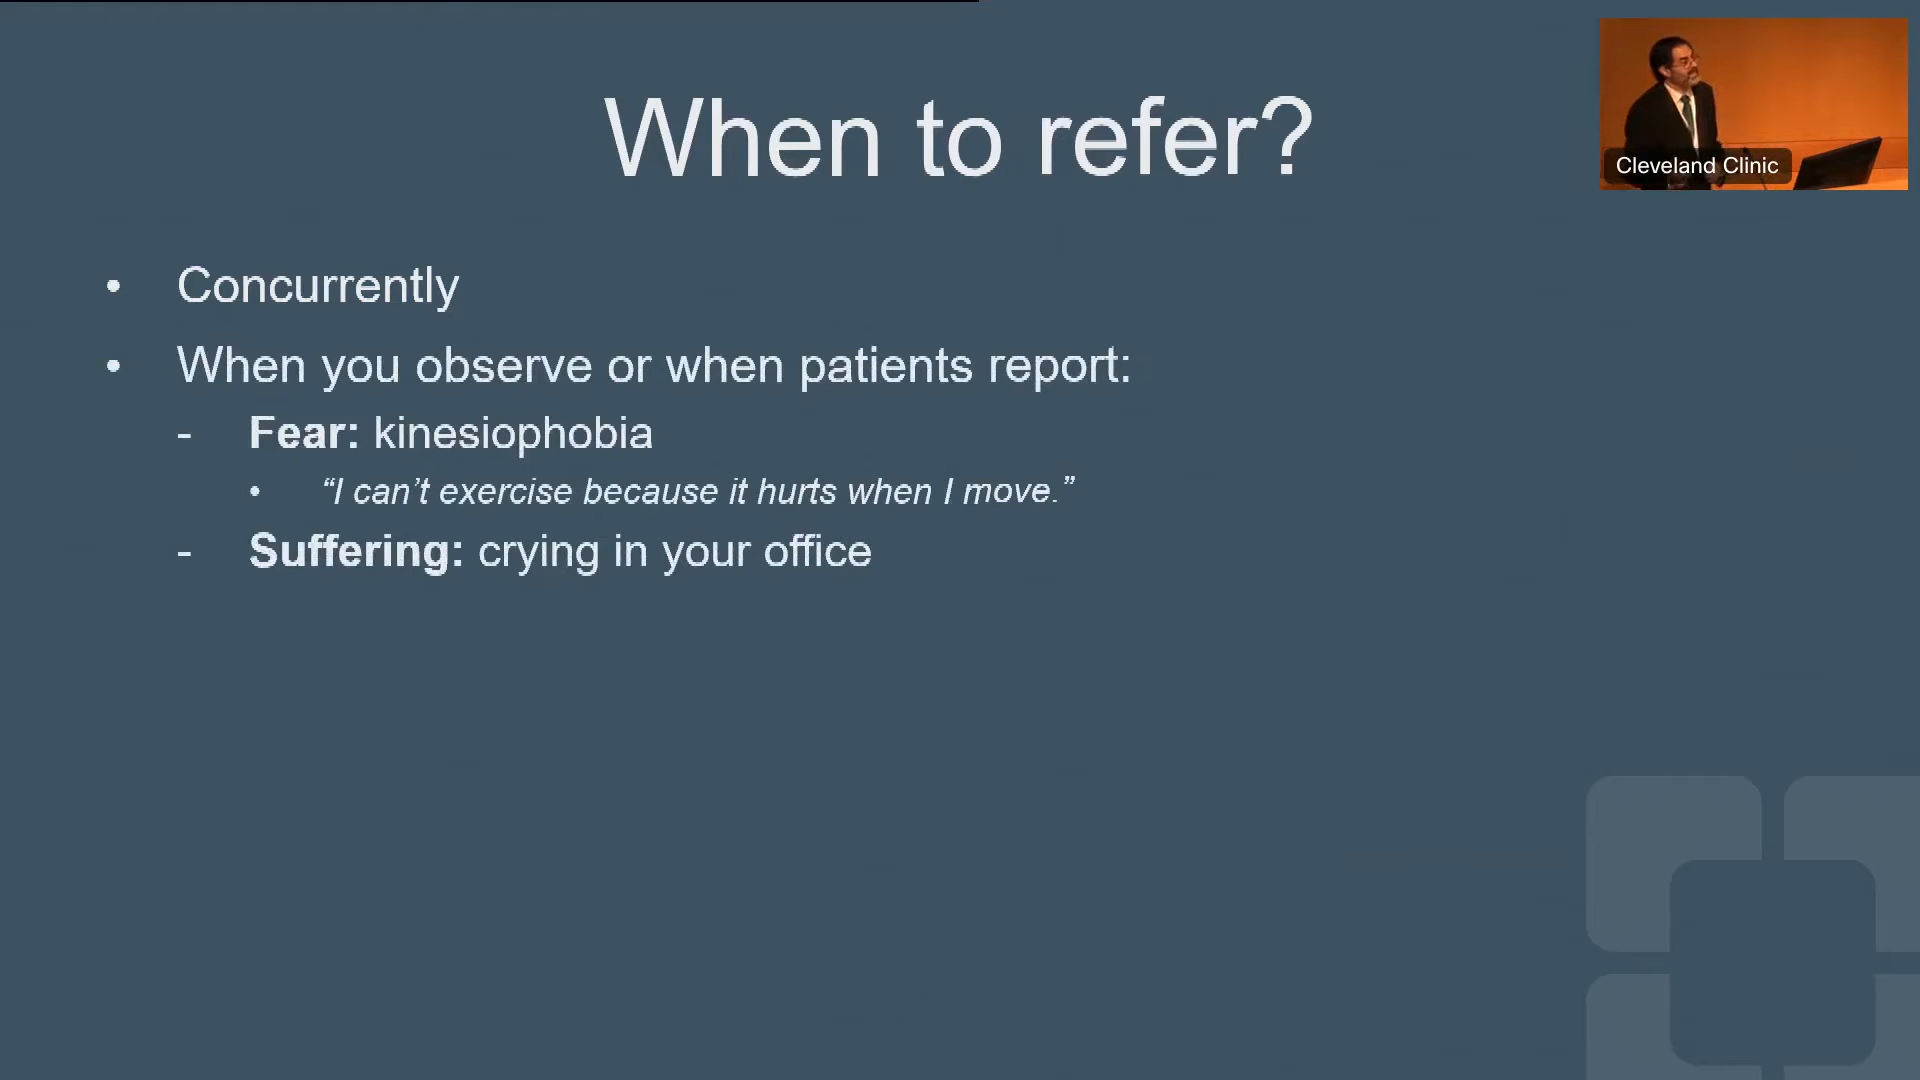 When to refer?
Cleveland Clinic
• Concurrently
• When you observe or when patients report:
- Fear: kinesiophobia
• “I can’t exercise because it hurts when I move.”
- Suffering: crying in your office